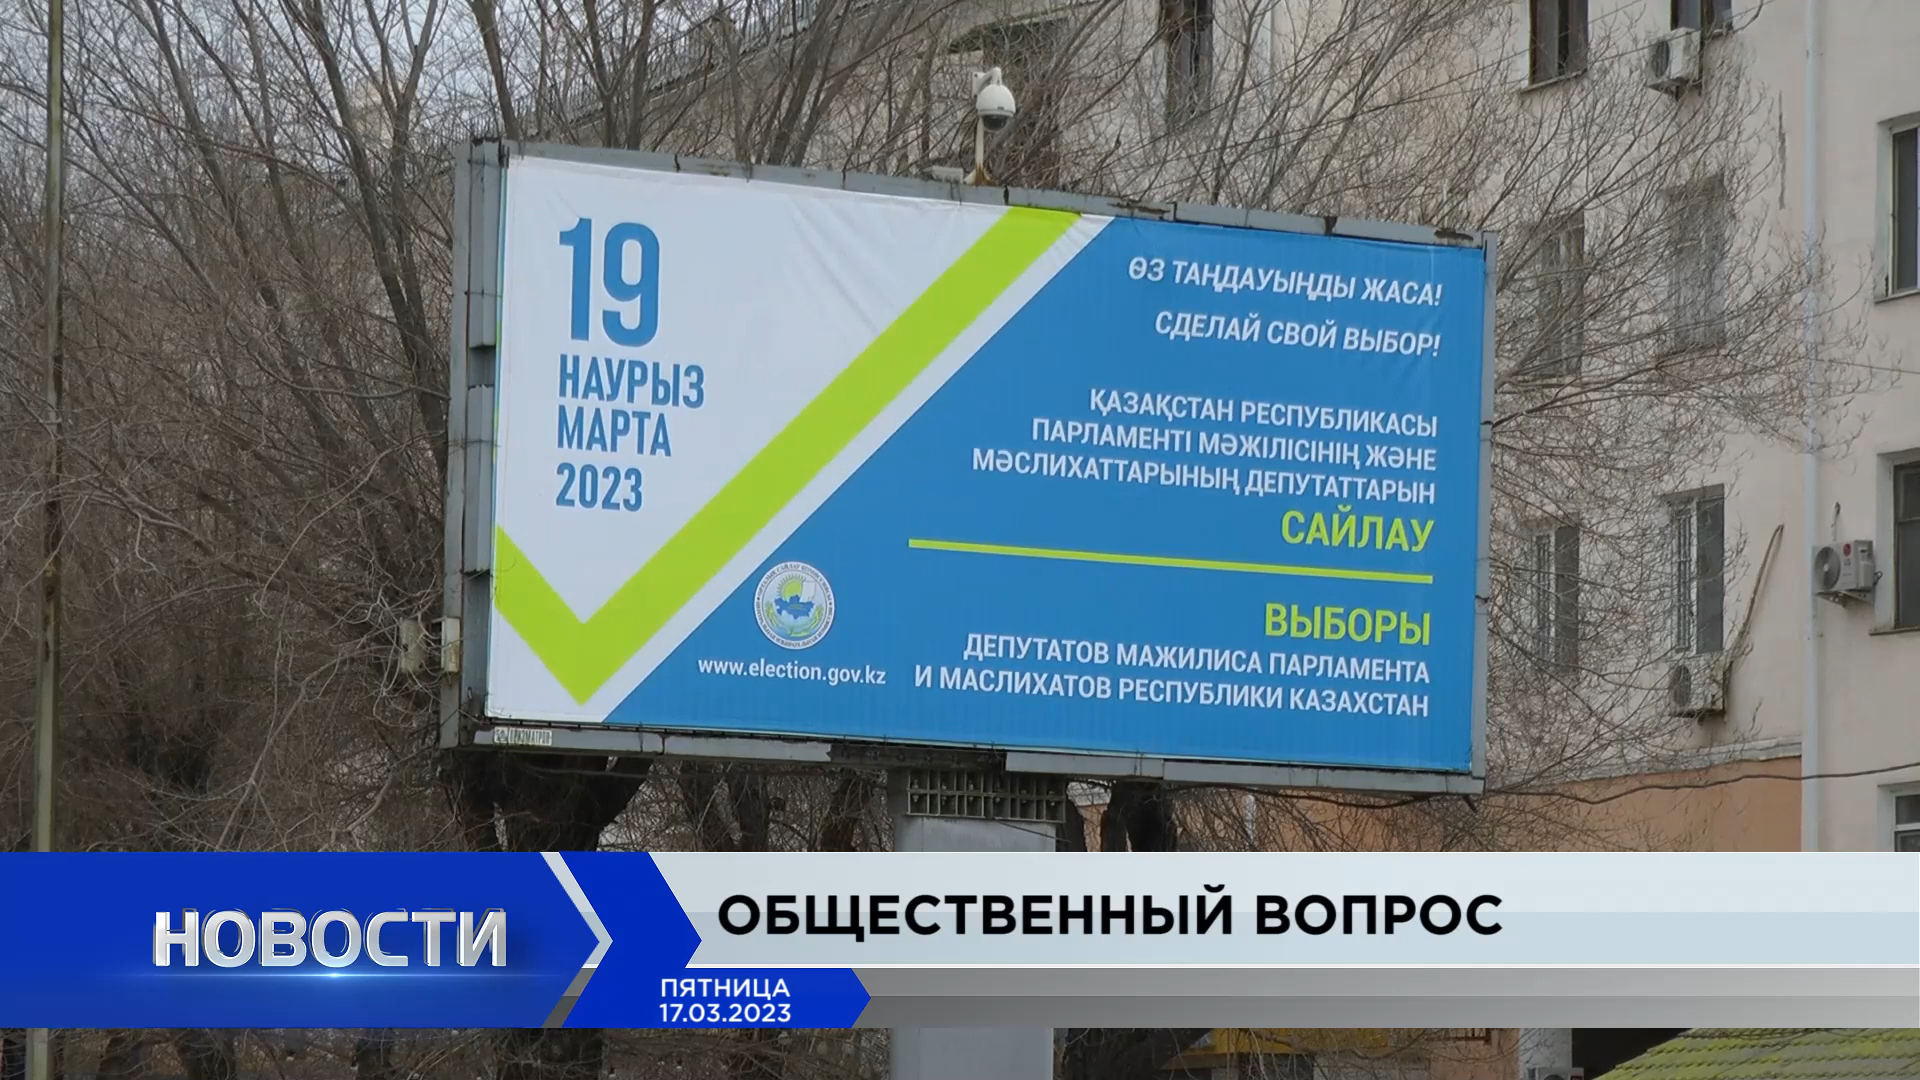 19
НАУРЫЗ
МАРТА
2023
ӨЗ ТАҢДАУЫҢДЫ ЖАСА!
СДЕЛАЙ СВОЙ ВЫБОР!
ҚАЗАҚСТАН РЕСПУБЛИКАСЫ
ПАРЛАМЕНТІ МӘЖІЛІСІНІҢ ЖӘНЕ
МӘСЛИХАТТАРЫНЫҢ ДЕПУТАТТАРЫН
САЙЛАУ
ВЫБОРЫ
ДЕПУТАТОВ МАЖИЛИСА ПАРЛАМЕНТА
И МАСЛИХАТОВ РЕСПУБЛИКИ КАЗАХСТАН
www.election.gov.kz
НОВОСТИ
ОБЩЕСТВЕННЫЙ ВОПРОС
ПЯТНИЦА
17.03.2023